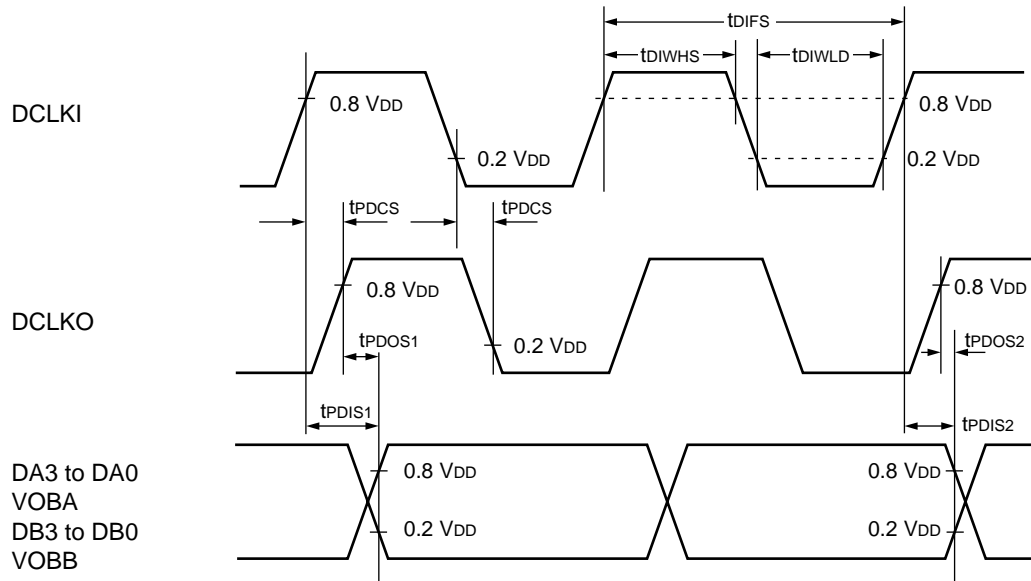 tDIFS
tDIWHS tDIWLD
DCLKI
0.8 VDD 0.8 VDD
0.2 VDD 0.2 VDD
tPDCS tPDCS
DCLKO
0.8 VDD 0.8 VDD
tPDOS1 0.2 VDD tPDOS2
tPDIS1 tPDIS2
DA3 to DA0 0.8 VDD 0.8 VDD
VOBA
DB3 to DB0 0.2 VDD 0.2 VDD
VOBB